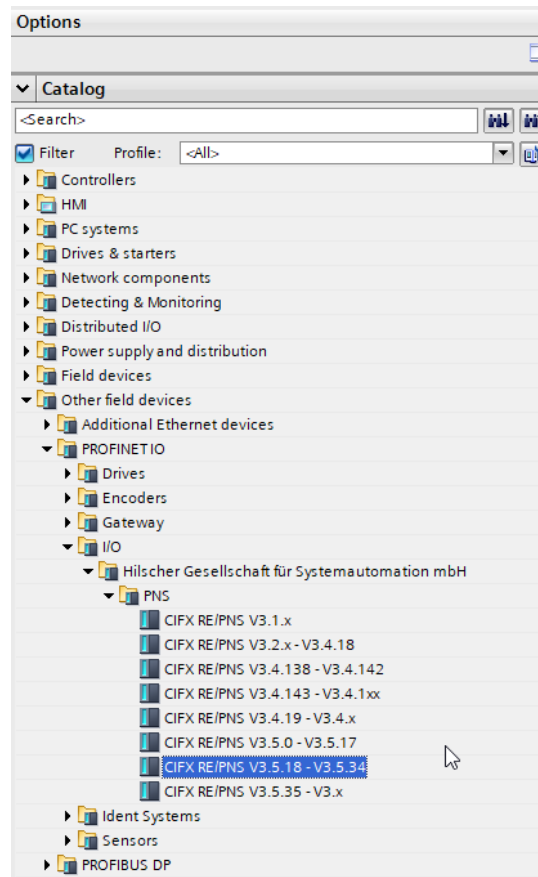 Options
Catalog
<Search>
Filter Profile: <All>
Controllers
HMI
PC systems
Drives & starters
Network components
Detecting & Monitoring
Distributed I/O
Power supply and distribution
Field devices
Other field devices
Additional Ethernet devices
PROFINET IO
Drives
Encoders
Gateway
I/O
Hilscher Gesellschaft für Systemautomation mbH
PNS
CIFX RE/PNS V3.1.x
CIFX RE/PNS V3.2.x - V3.4.18
CIFX RE/PNS V3.4.138 - V3.4.142
CIFX RE/PNS V3.4.143 - V3.4.1xx
CIFX RE/PNS V3.4.19 - V3.4.x
CIFX RE/PNS V3.5.0 - V3.5.17
CIFX RE/PNS V3.5.18 - V3.5.34
CIFX RE/PNS V3.5.35 - V3.x
Ident Systems
Sensors
PROFIBUS DP